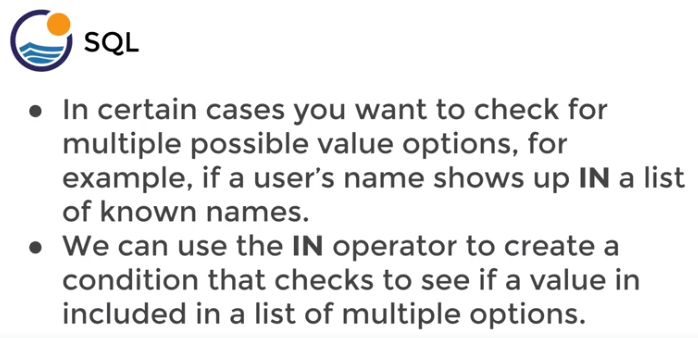 SQL
● In certain cases you want to check for
multiple possible value options, for
example, if a user's name shows up IN a list
of known names.
● We can use the IN operator to create a
condition that checks to see if a value in
included in a list of multiple options.